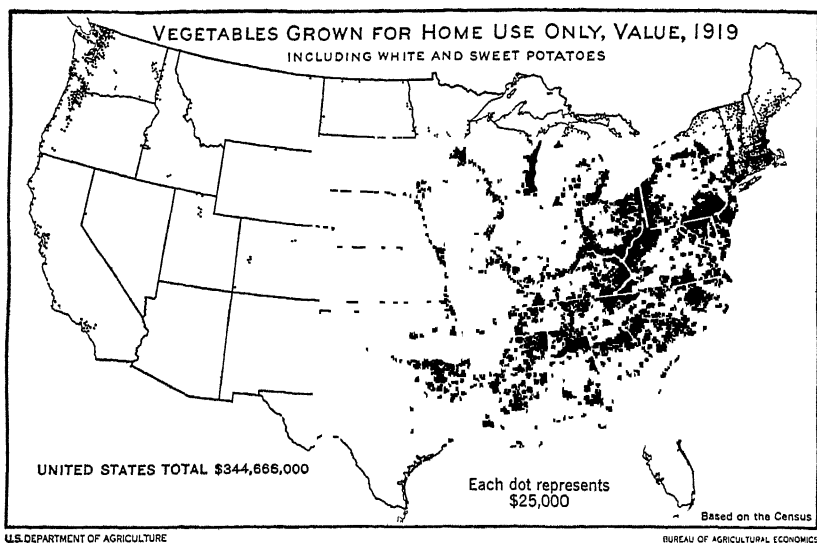 VEGETABLES GROWN FOR HOME USE ONLY, VALUE, 1919
INCLUDING WHITE AND SWEET POTATOES
UNITED STATES TOTAL $344,666,000
Each dot represents
$25,000
Based on the Census
U.S. DEPARTMENT OF AGRICULTURE
BUREAU OF AGRICULTURAL ECONOMICS